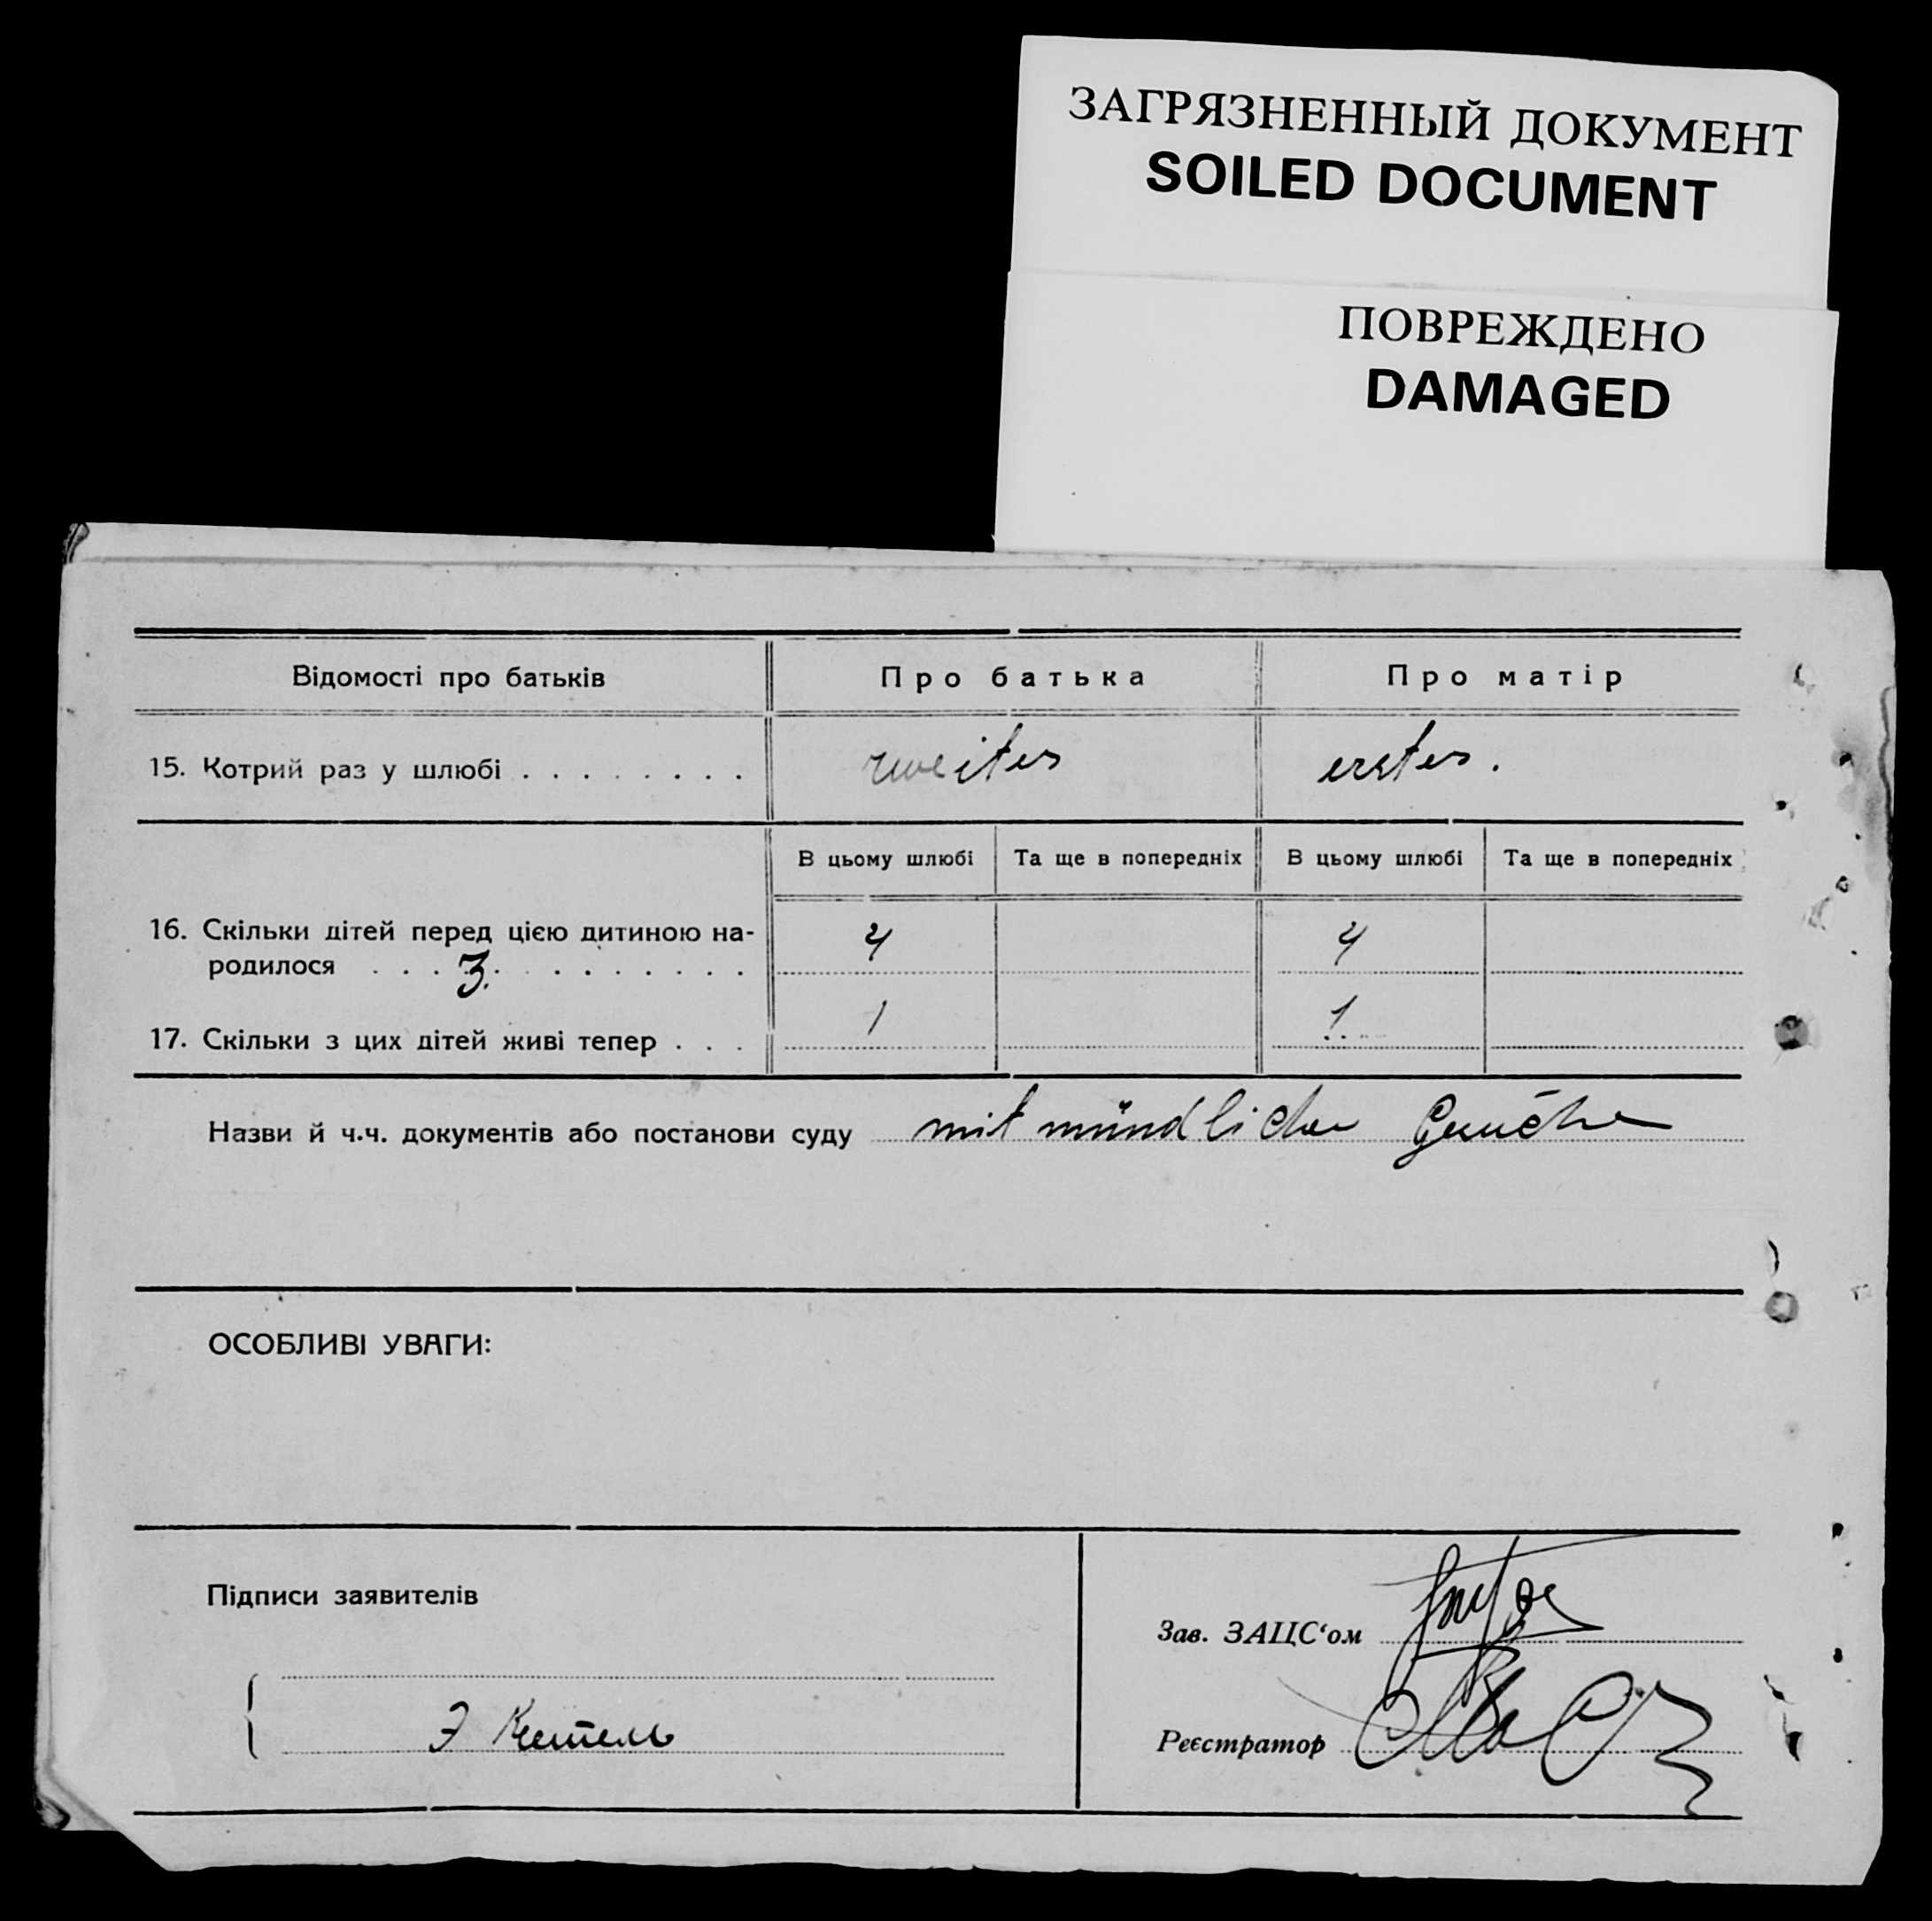 ЗАГРЯЗНЕННЫЙ ДОКУМЕНТ
SOILED DOCUMENT
ПОВРЕЖДЕНО
DAMAGED
Відомості про батьків Про батька Про матір
15. Котрий раз у шлюбі . . . . . . . . zweites erstes.
В цьому шлюбі Та ще в попередніх В цьому шлюбі Та ще в попередніх
16. Скільки дітей перед цією дитиною на-
родилося 3. 4 4
17. Скільки з цих дітей живі тепер . . . 1 1
Назви й ч.ч. документів або постанови суду mit mündlicher
ОСОБЛИВІ УВАГИ:
Підписи заявителів
Зав. ЗАЦС‘ом
Э
Реєстратор